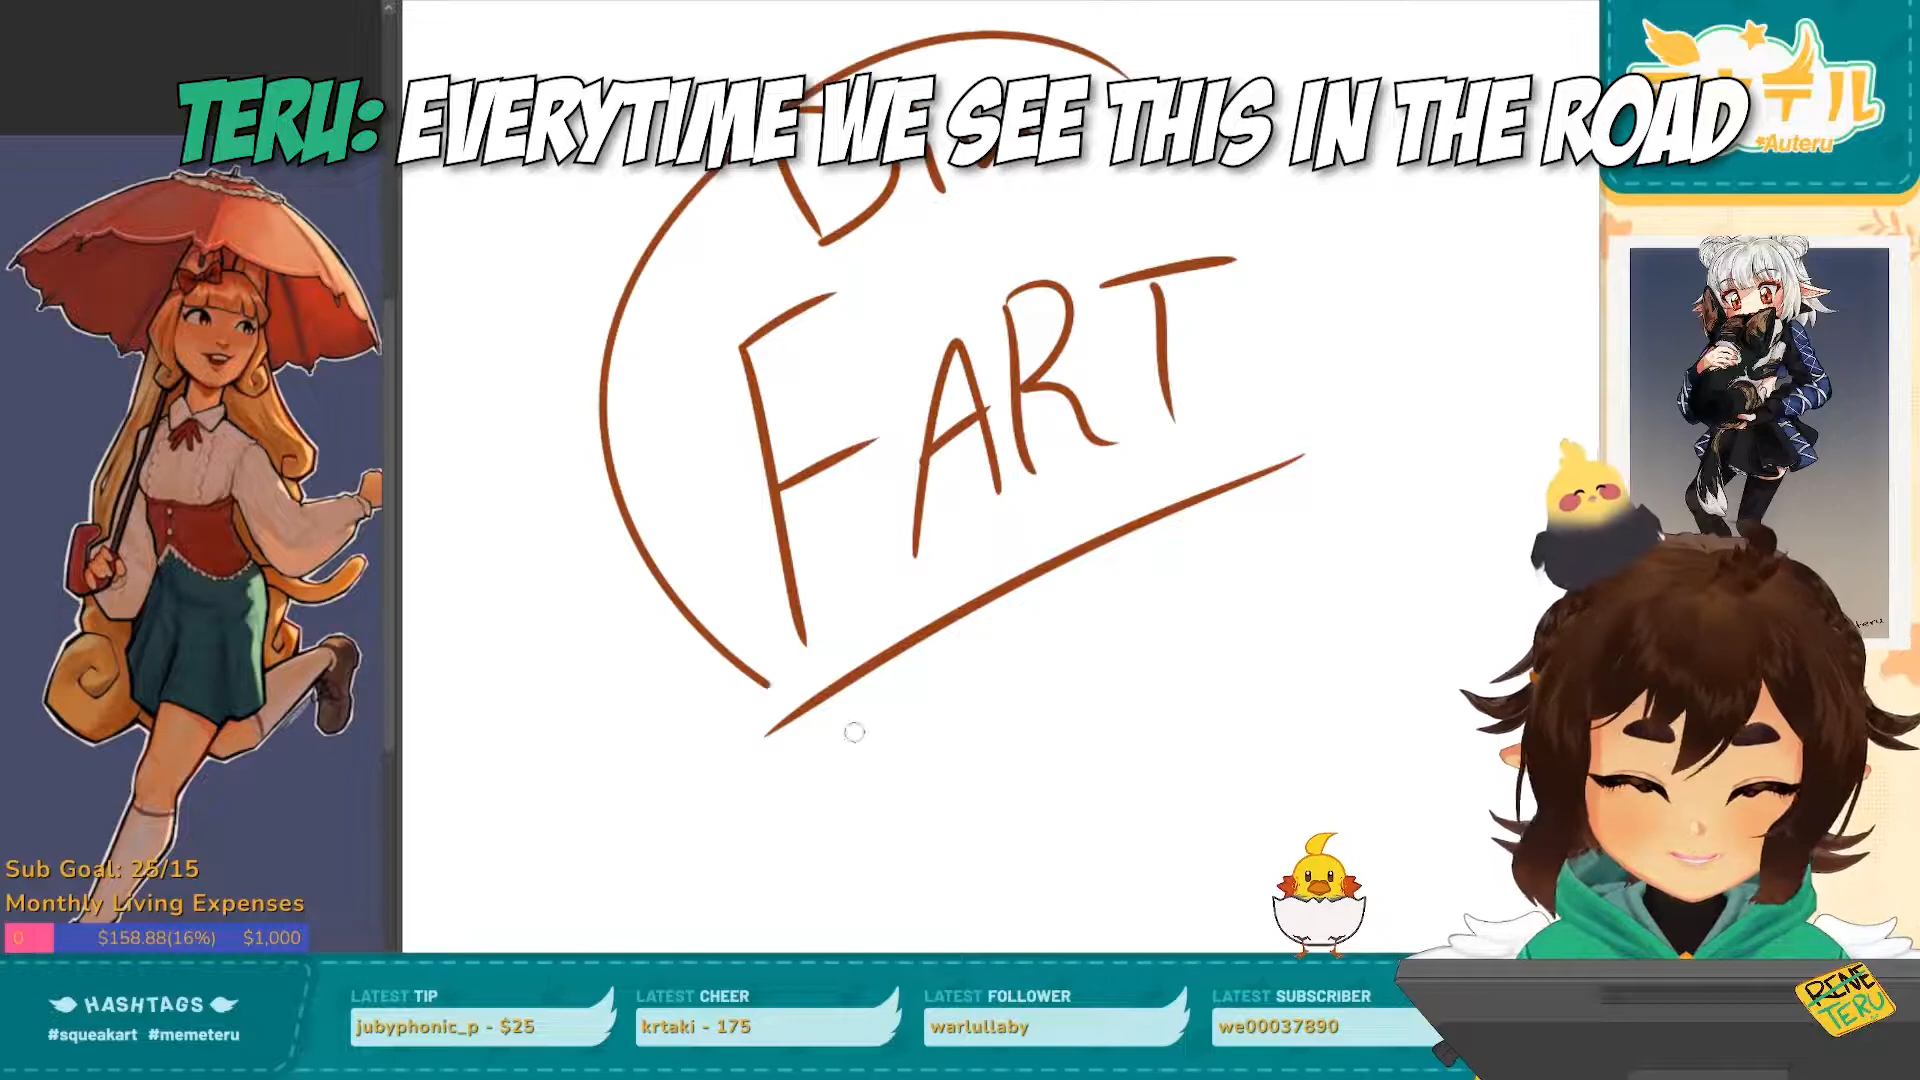 TERU: EVERYTIME WE SEE THIS IN THE ROAD
#Auteru
FART
teru
Sub Goal: 25/15
Monthly Living Expenses
0 $158.88(16%) $1,000
HASHTAGS
#squeakart #memeteru
LATEST TIP
jubyphonic_p - $25
LATEST CHEER
krtaki - 175
LATEST FOLLOWER
warlullaby
LATEST SUBSCRIBER
we00037890
RENE
TERU